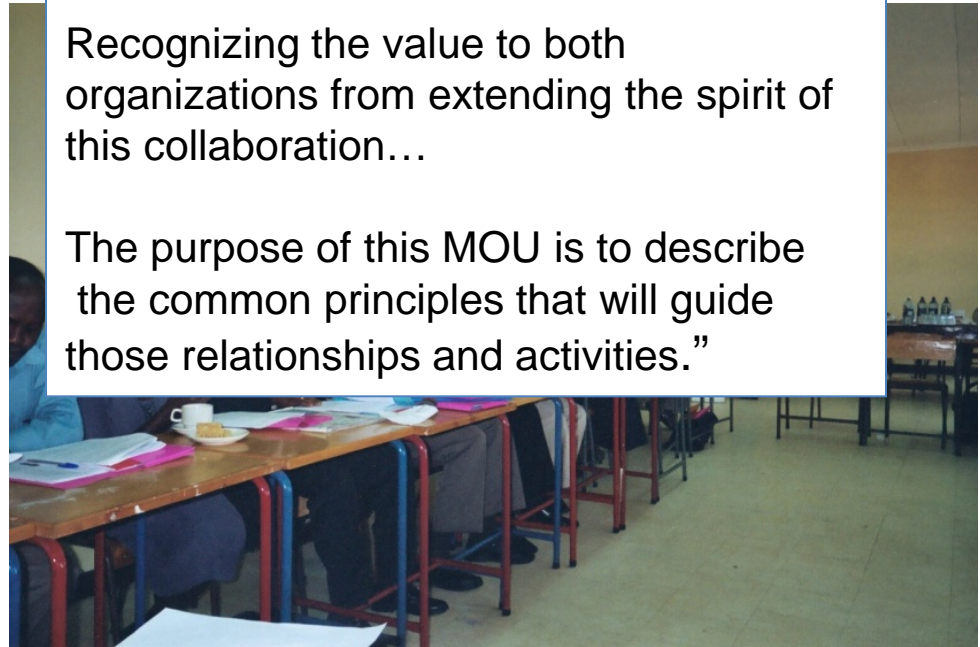 Recognizing the value to both
organizations from extending the spirit of
this collaboration…
The purpose of this MOU is to describe
the common principles that will guide
those relationships and activities.”